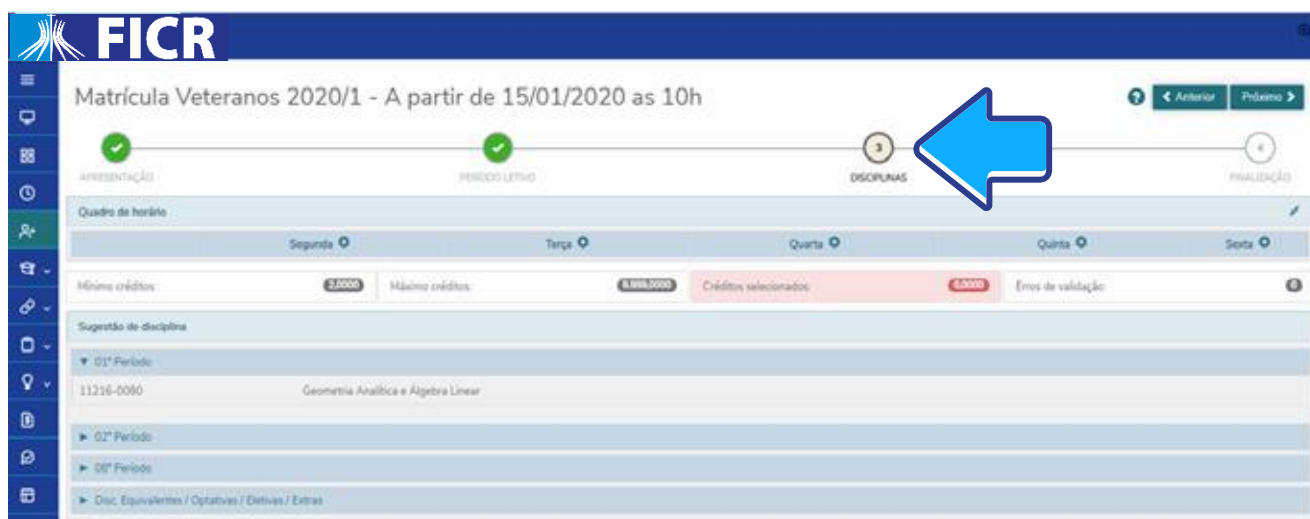 FICR
Matrícula Veteranos 2020/1 - A partir de 15/01/2020 as 10h
? Anterior Próximo
3 4
APRESENTAÇÃO PERÍODO LETIVO DISCIPLINAS FINALIZAÇÃO
Quadro de horário
Segunda Terça Quarta Quinta Sexta
Mínimo créditos: 2,0000 Máximo créditos: Créditos selecionados: 0,0000 Erros de validação: 0
Sugestão de disciplina
01º Período
11216-0060 Geometria Analítica e Álgebra Linear
02º Período
08º Período
Disc. Equivalentes / Optativas / Eletivas / Extras